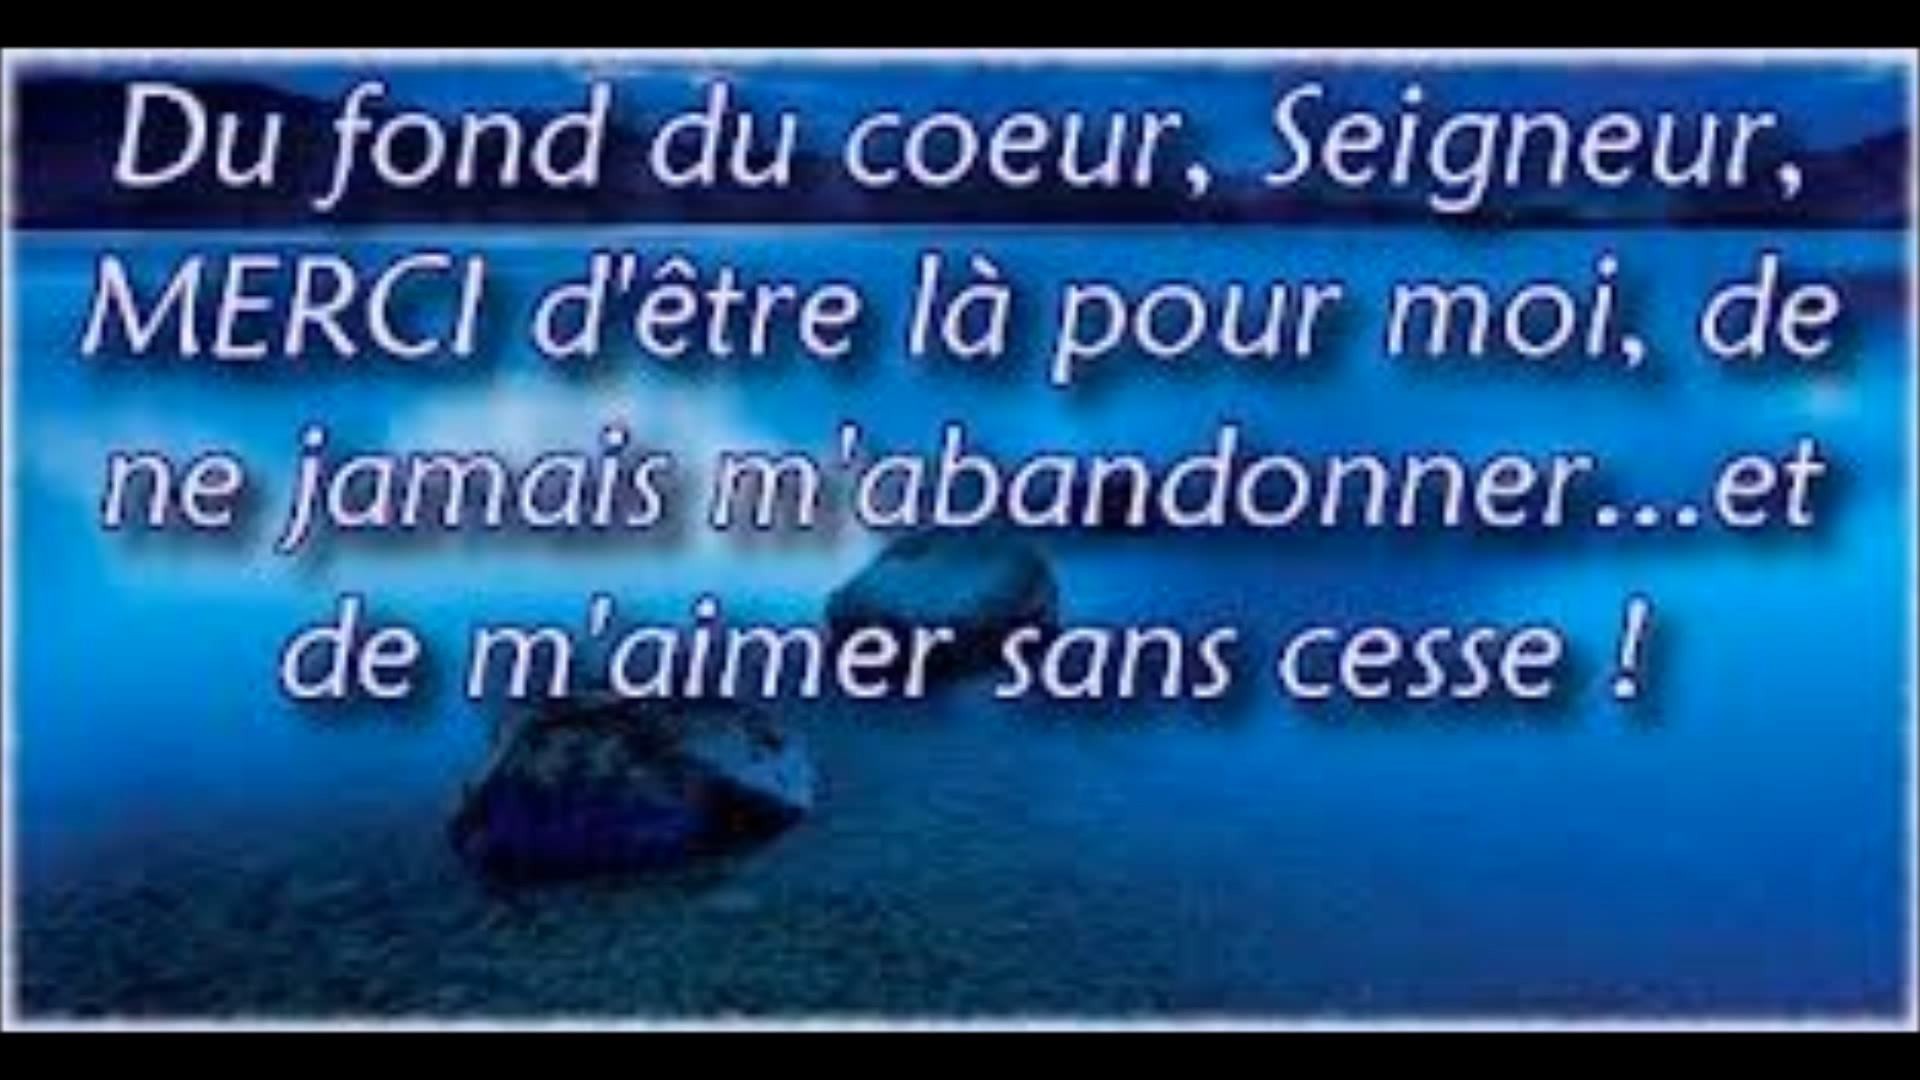 Du fond du coeur, Seigneur,
MERCI d'être là pour moi, de
ne jamais m'abandonner...et
de m'aimer sans cesse !